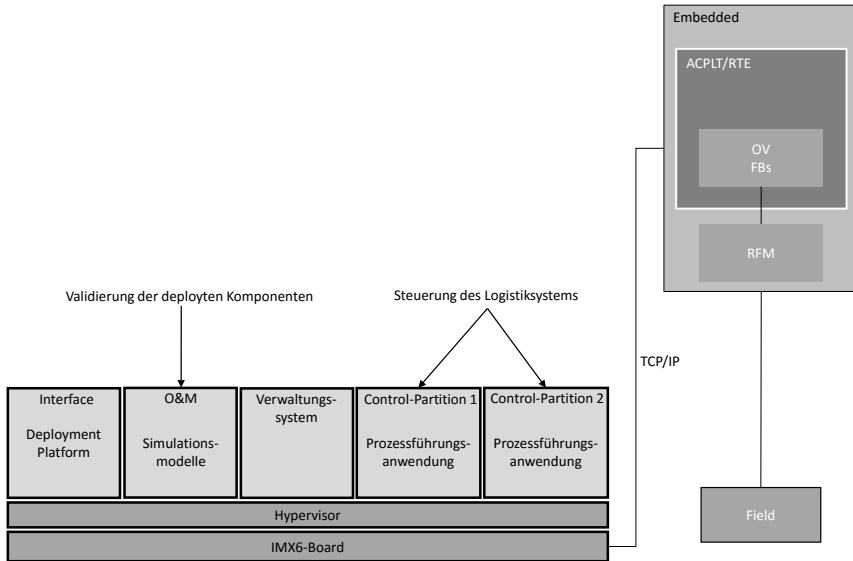 Embedded
ACPLT/RTE
OV
FBs
RFM
Validierung der deployten Komponenten
Steuerung des Logistiksystems
TCP/IP
Interface
Deployment
Platform
O&M
Simulations-
modelle
Verwaltungs-
system
Control-Partition 1
Prozessführungs-
anwendung
Control-Partition 2
Prozessführungs-
anwendung
Hypervisor
IMX6-Board
Field